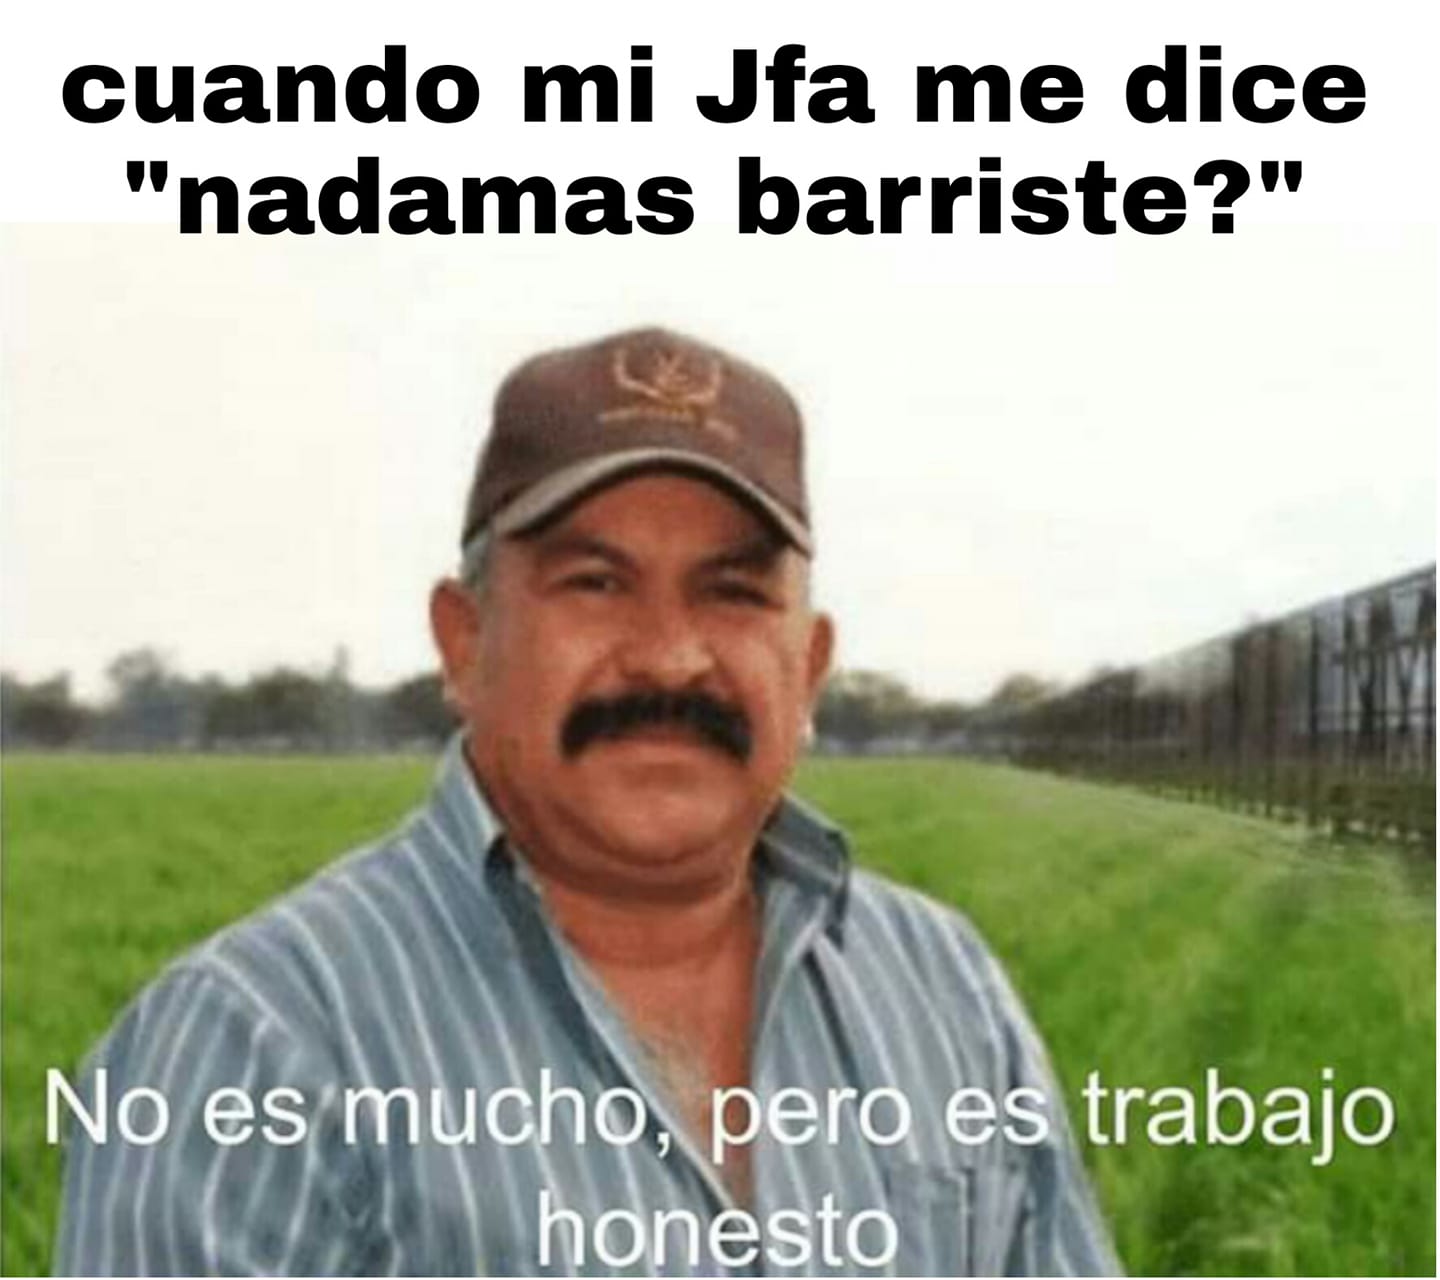 cuando mi Jfa me dice
"nadamas barriste?"
No es mucho, pero es trabajo
honesto